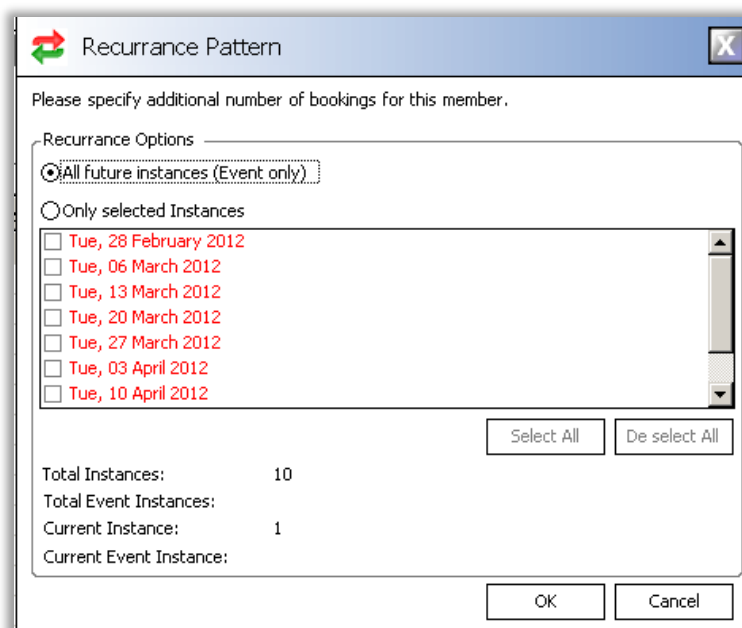 Recurrance Pattern
X
Please specify additional number of bookings for this member.
Recurrance Options
All future instances (Event only)
Only selected Instances
Tue, 28 February 2012
Tue, 06 March 2012
Tue, 13 March 2012
Tue, 20 March 2012
Tue, 27 March 2012
Tue, 03 April 2012
Tue, 10 April 2012
Select All De select All
Total Instances: 10
Total Event Instances:
Current Instance: 1
Current Event Instance:
OK Cancel